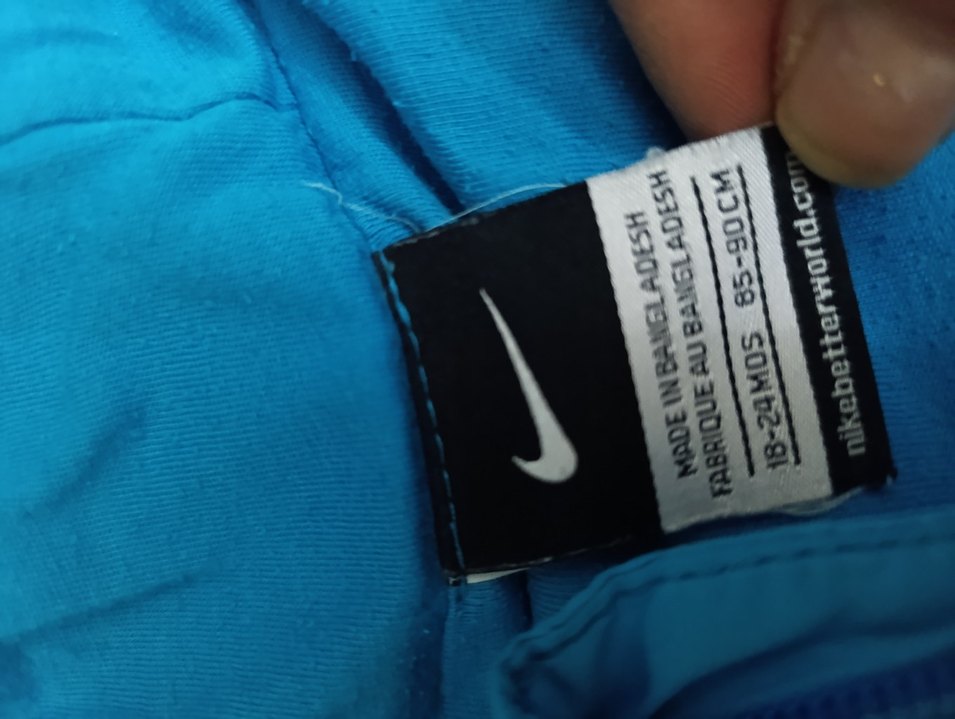 MADE IN BANGLADESH
FABRIQUE AU BANGLADESH
18-24MOS 85-90CM
nikebetterworld.com